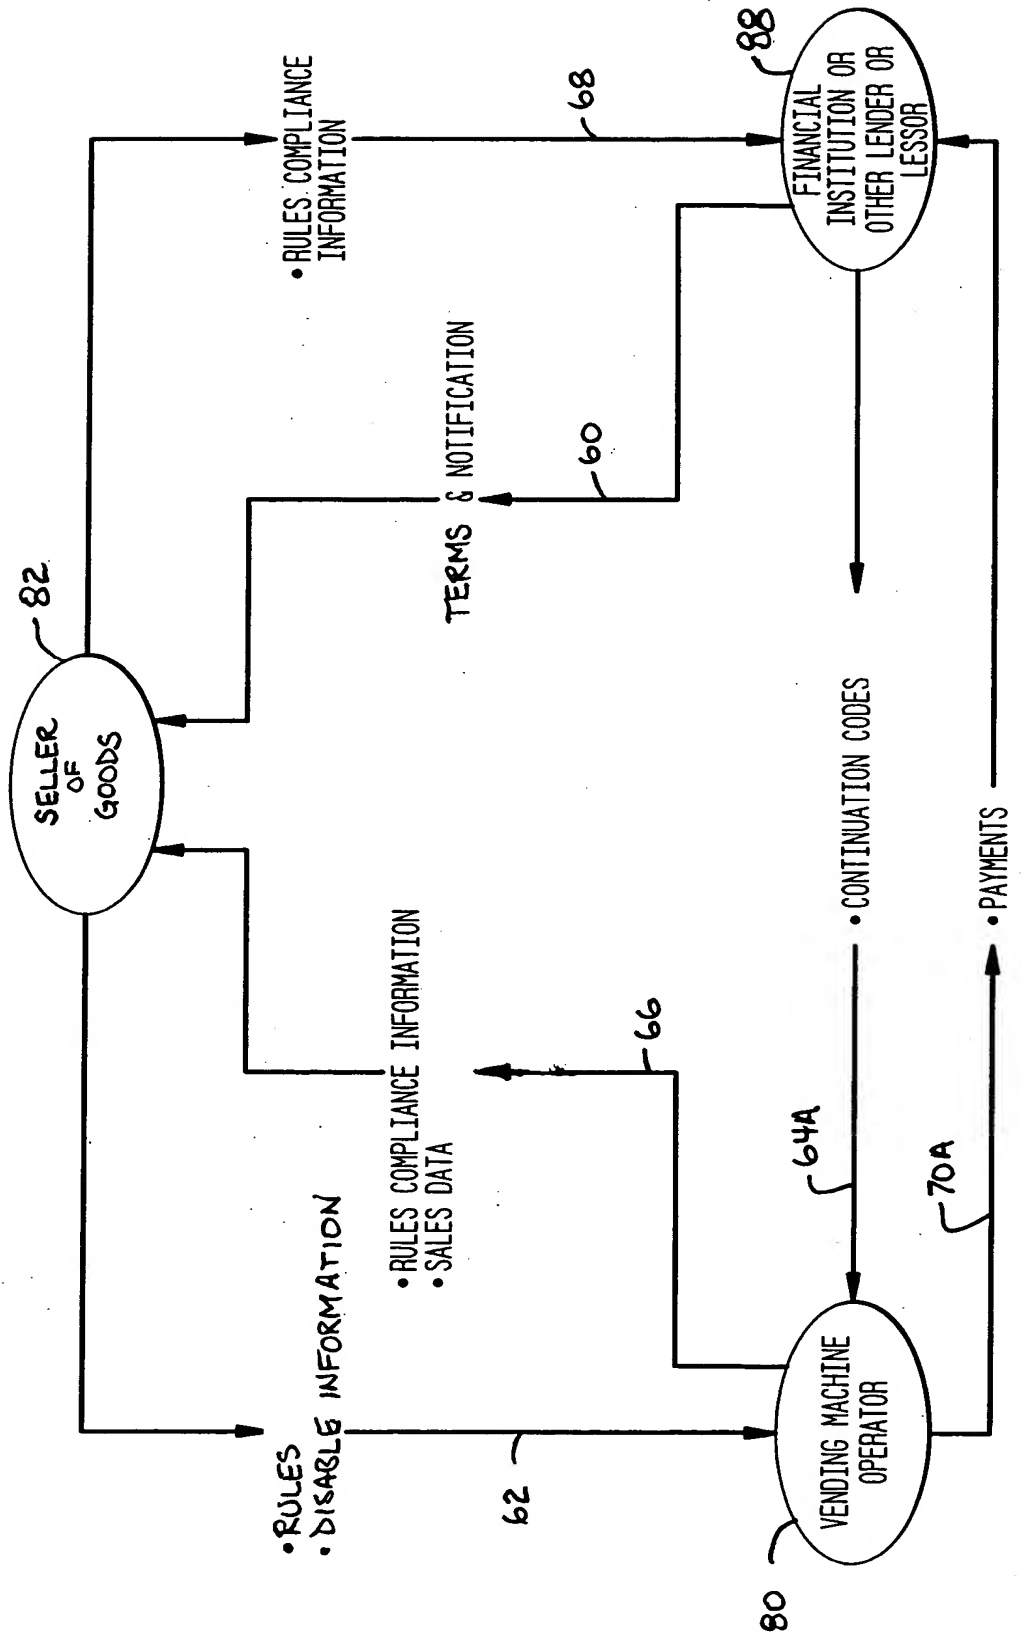 82
SELLER
OF
GOODS
• RULES
• DISABLE INFORMATION
• RULES COMPLIANCE INFORMATION
• SALES DATA
TERMS & NOTIFICATION
• RULES COMPLIANCE
INFORMATION
62
66
60
68
80
VENDING MACHINE
OPERATOR
64A
• CONTINUATION CODES
88
FINANCIAL
INSTITUTION OR
OTHER LENDER OR
LESSOR
70A
• PAYMENTS